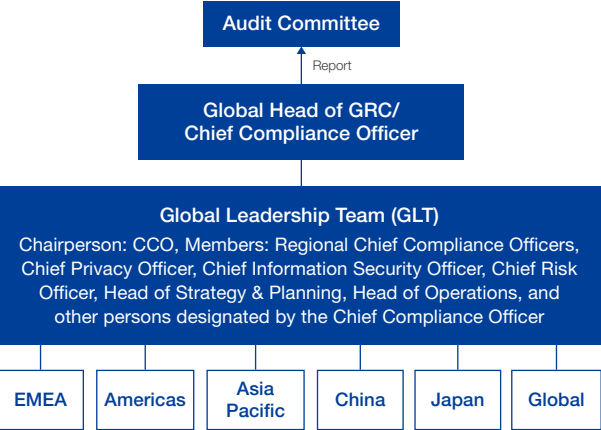 Audit Committee
Report
Global Head of GRC/
Chief Compliance Officer
Global Leadership Team (GLT)
Chairperson: CCO, Members: Regional Chief Compliance Officers,
Chief Privacy Officer, Chief Information Security Officer, Chief Risk
Officer, Head of Strategy & Planning, Head of Operations, and
other persons designated by the Chief Compliance Officer
EMEA
Americas
Asia
Pacific
China
Japan
Global